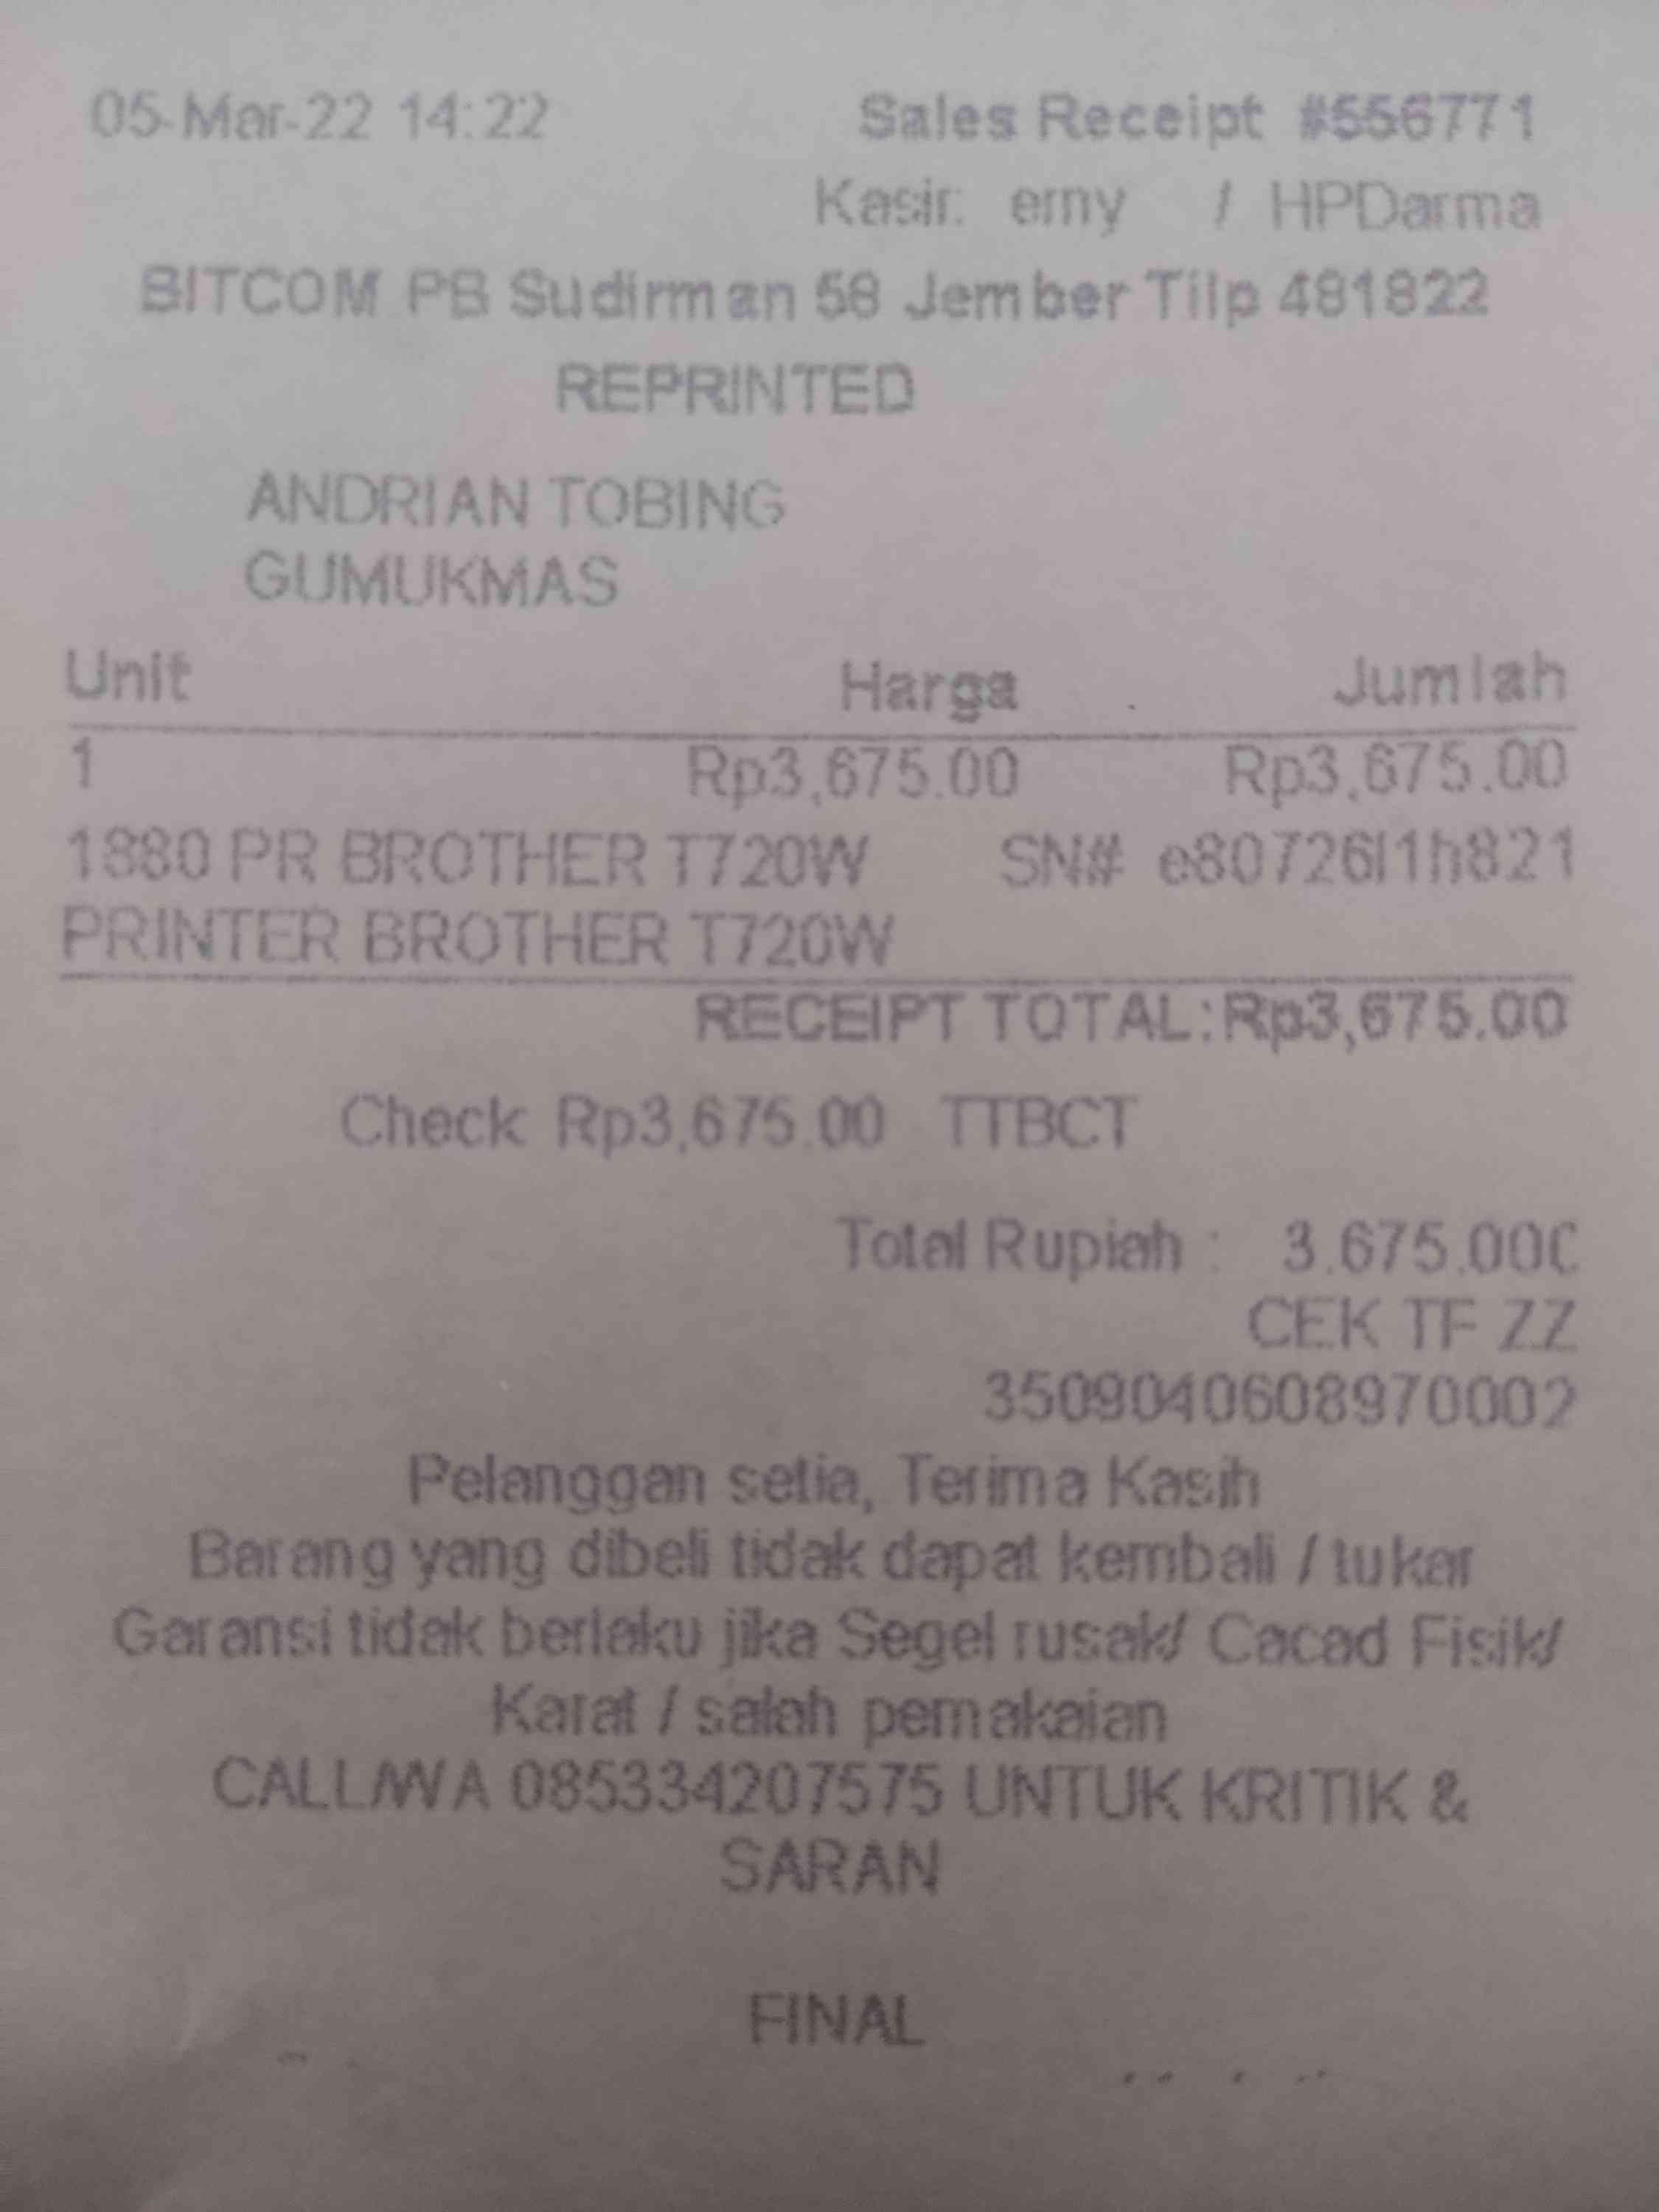 05-Mar-22 14:22 Sales Receipt #556771
Kasir: erny / HPDarma
BITCOM PB Sudirman 58 Jember Tilp 481822
REPRINTED
ANDRIAN TOBING
GUMUKMAS
Unit Harga Jumlah
1 Rp3,675.00 Rp3,675.00
1880 PR BROTHER T720W SN# e80726l1h821
PRINTER BROTHER T720W
RECEIPT TOTAL: Rp3,675.00
Check Rp3,675.00 TTBCT
Total Rupiah : 3.675.000
CEK TF ZZ
3509040608970002
Pelanggan setia, Terima Kasih
Barang yang dibeli tidak dapat kembali / tukar
Garansi tidak berlaku jika Segel rusak/ Cacad Fisik/
Karat / salah pemakaian
CALL/WA 085334207575 UNTUK KRITIK &
SARAN
FINAL